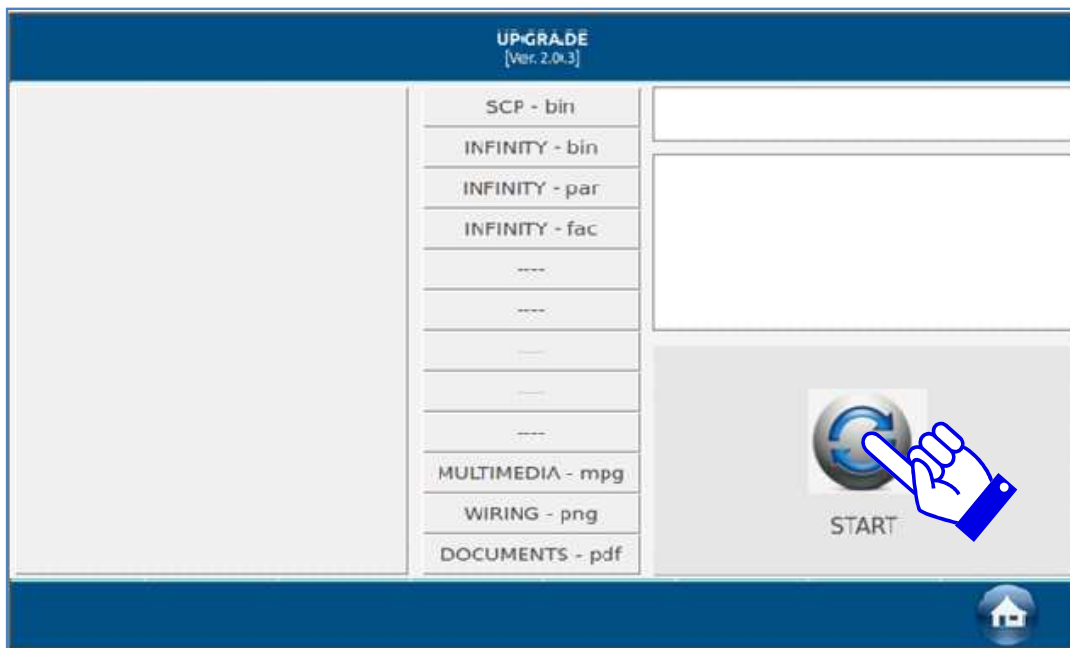 UPGRADE
[Ver. 2.0.3]
SCP - bin
INFINITY - bin
INFINITY - par
INFINITY - fac
----
----
----
----
----
MULTIMEDIA - mpg
WIRING - png
DOCUMENTS - pdf
START